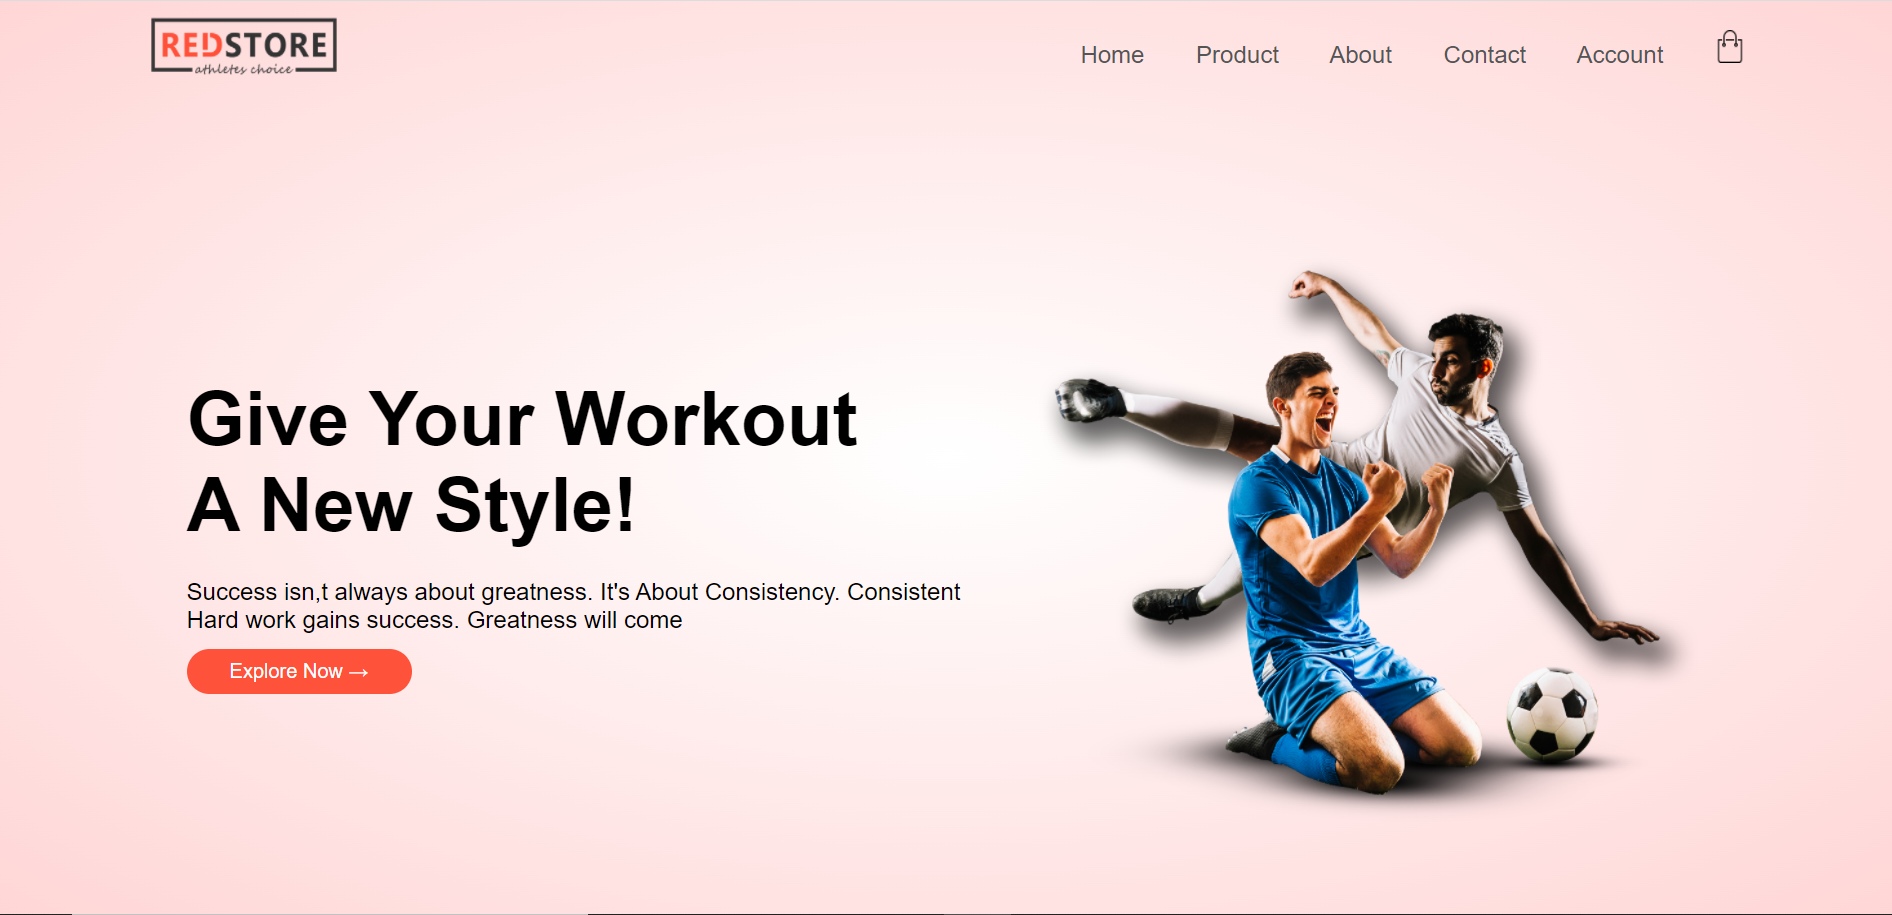 REDSTORE
athletes choice
Home Product About Contact Account
Give Your Workout
A New Style!
Success isn,t always about greatness. It's About Consistency. Consistent
Hard work gains success. Greatness will come
Explore Now →